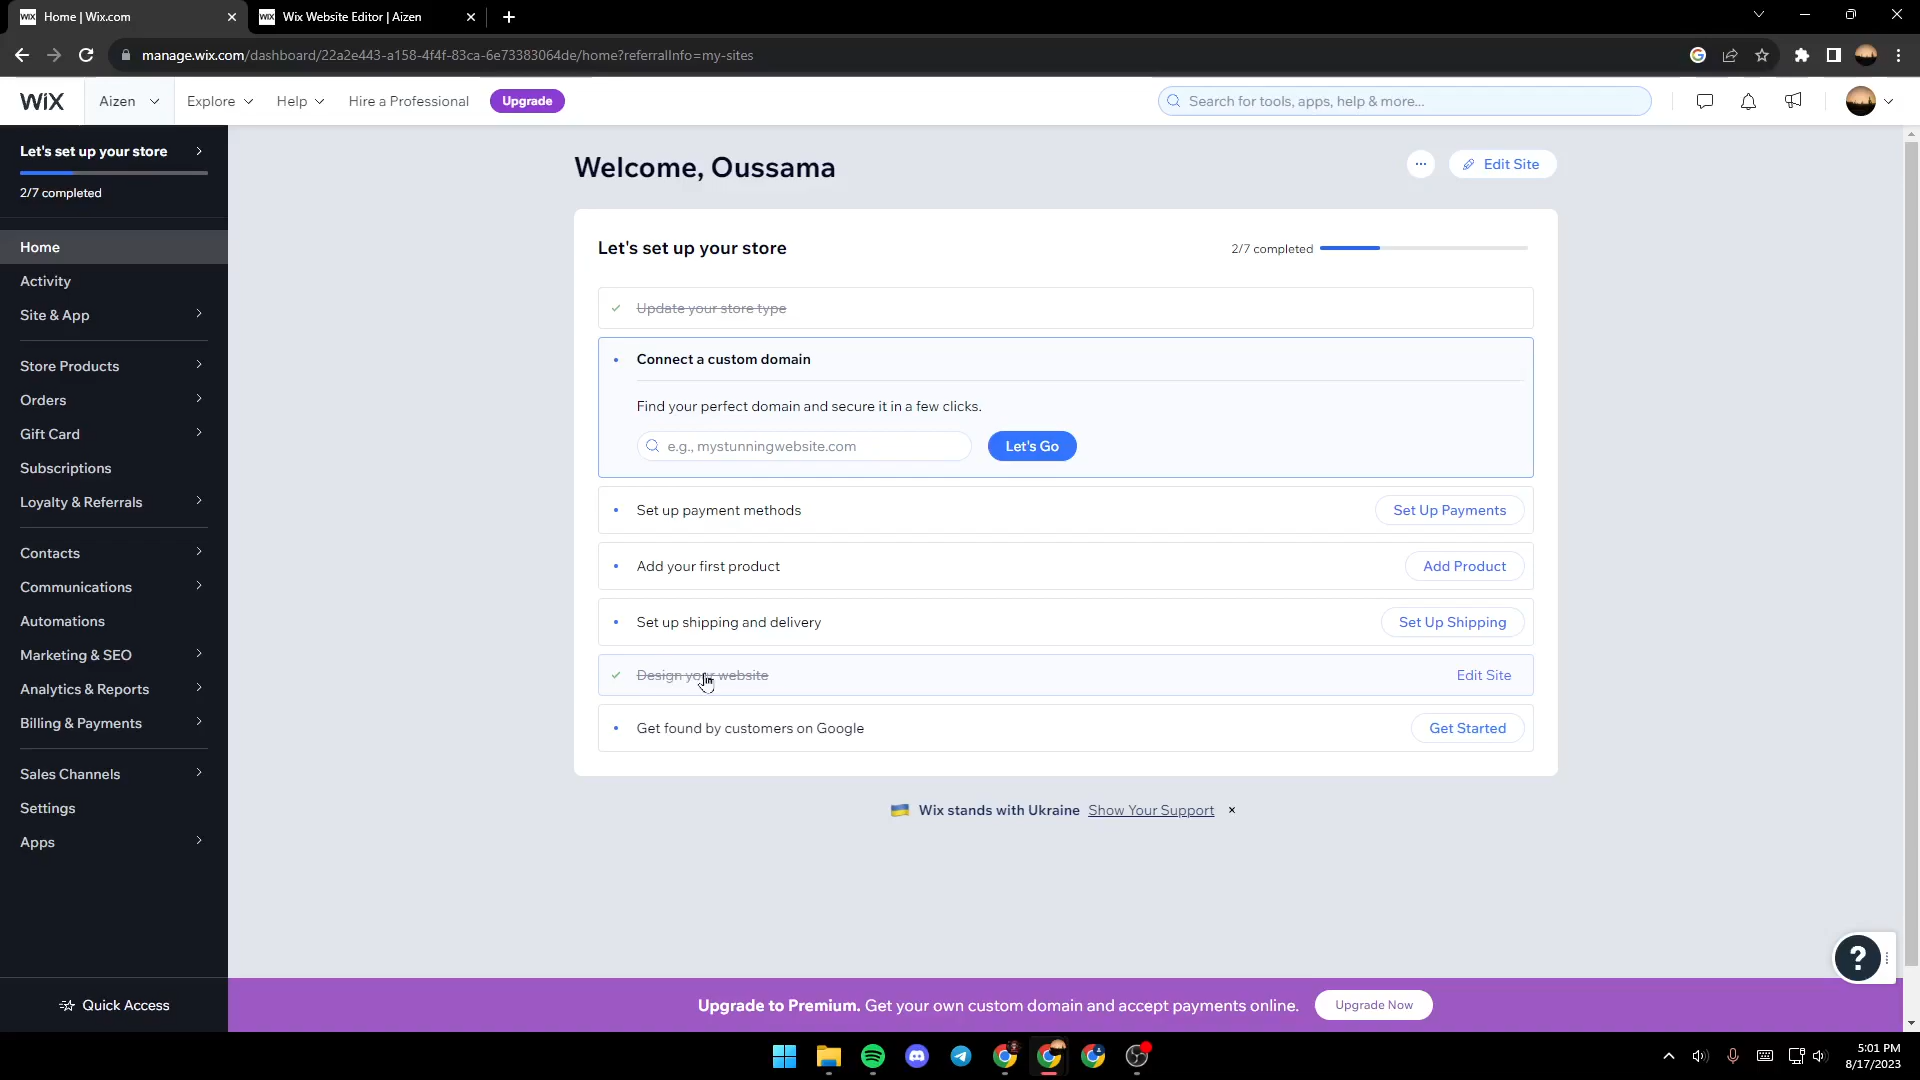 Home | Wix.com
Wix Website Editor | Aizen
manage.wix.com/dashboard/22a2e443-a158-4f4f-83ca-6e73383064de/home?referralInfo=my-sites
WIX
Aizen
Explore
Help
Hire a Professional
Upgrade
Search for tools, apps, help & more...
Let's set up your store
2/7 completed
Home
Activity
Site & App
Store Products
Orders
Gift Card
Subscriptions
Loyalty & Referrals
Contacts
Communications
Automations
Marketing & SEO
Analytics & Reports
Billing & Payments
Sales Channels
Settings
Apps
Quick Access
Welcome, Oussama
Edit Site
Let's set up your store
2/7 completed
Update your store type
Connect a custom domain
Find your perfect domain and secure it in a few clicks.
e.g., mystunningwebsite.com
Let's Go
Set up payment methods
Set Up Payments
Add your first product
Add Product
Set up shipping and delivery
Set Up Shipping
Design your website
Edit Site
Get found by customers on Google
Get Started
Wix stands with Ukraine Show Your Support
?
Upgrade to Premium. Get your own custom domain and accept payments online.
Upgrade Now
5:01 PM
8/17/2023